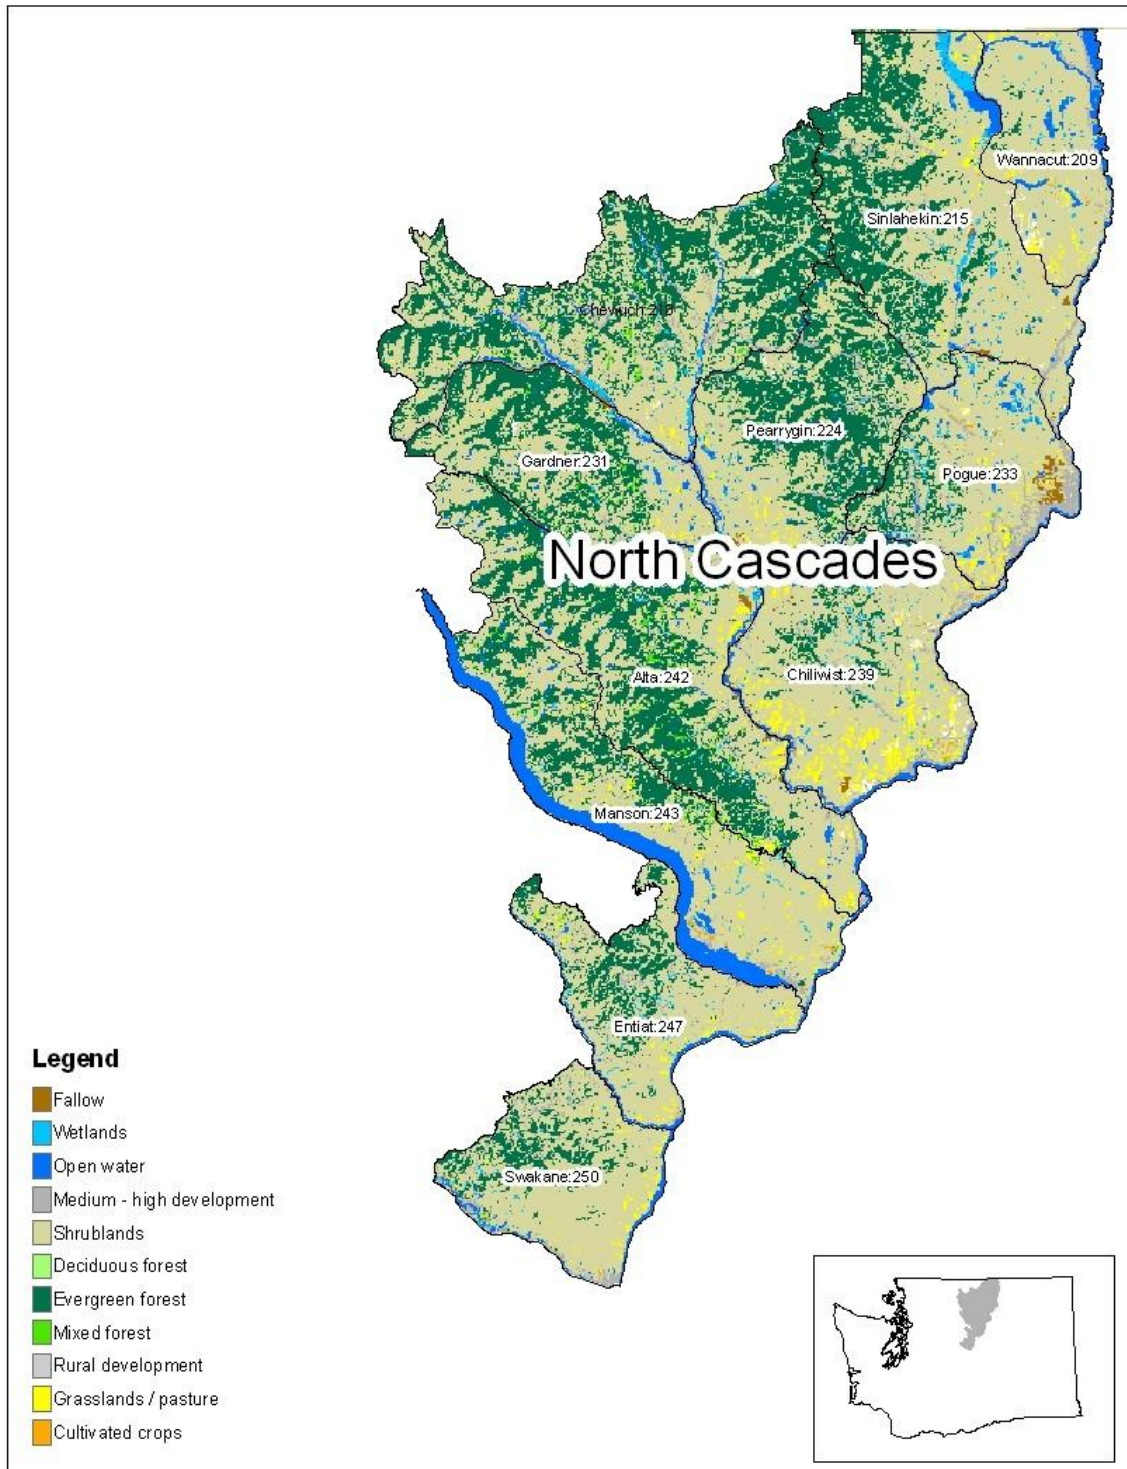 Wannacut:209
Sinlahekin:215
Chewuch:218
Pearrygin:224
Gardner:231
Pogue:233
North Cascades
Alta:242
Chiliwist:239
Manson:243
Entiat:247
Swakane:250
Legend
Fallow
Wetlands
Open water
Medium - high development
Shrublands
Deciduous forest
Evergreen forest
Mixed forest
Rural development
Grasslands / pasture
Cultivated crops